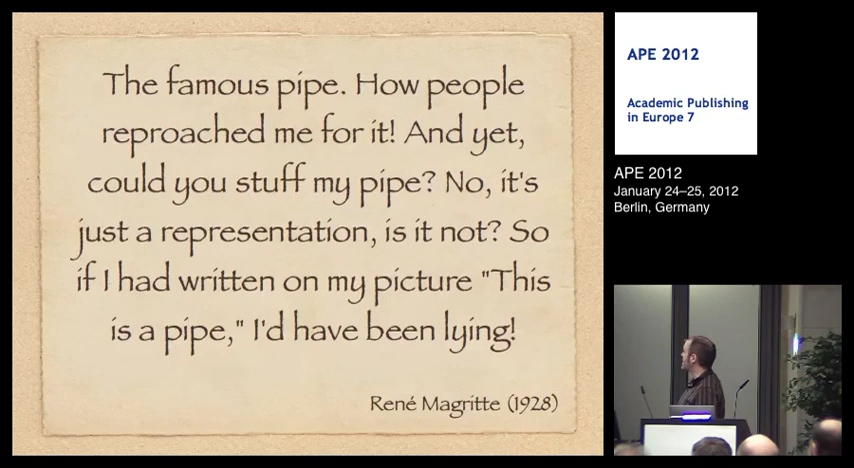 The famous pipe. How people
reproached me for it! And yet,
could you stuff my pipe? No, it's
just a representation, is it not? So
if I had written on my picture "This
is a pipe," I'd have been lying!
René Magritte (1928)
APE 2012
Academic Publishing
in Europe 7
APE 2012
January 24–25, 2012
Berlin, Germany